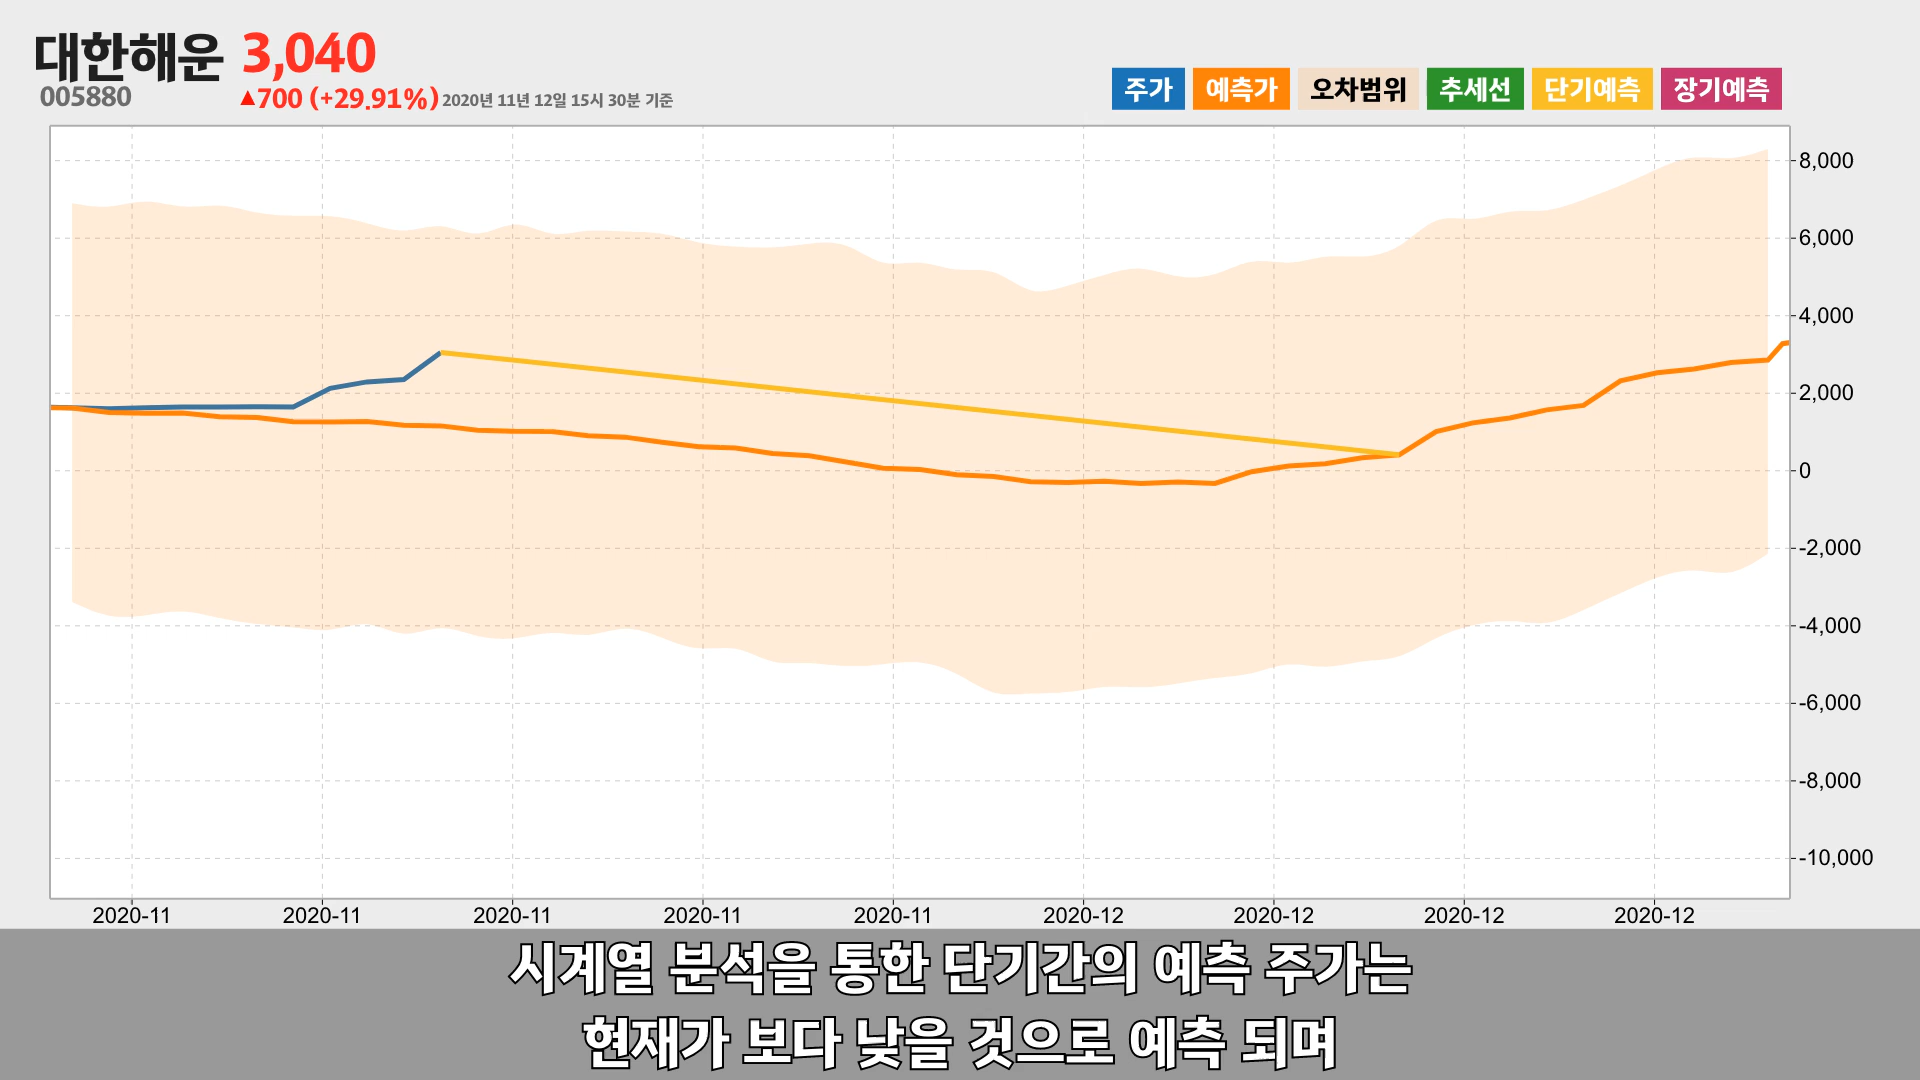 대한해운 3,040
005880 ▲700 (+29.91%) 2020년 11년 12일 15시 30분 기준
주가 예측가 오차범위 추세선 단기예측 장기예측
8,000
6,000
4,000
2,000
0
-2,000
-4,000
-6,000
-8,000
-10,000
2020-11 2020-11 2020-11 2020-11 2020-11 2020-12 2020-12 2020-12 2020-12
시계열 분석을 통한 단기간의 예측 주가는
현재가 보다 낮을 것으로 예측 되며